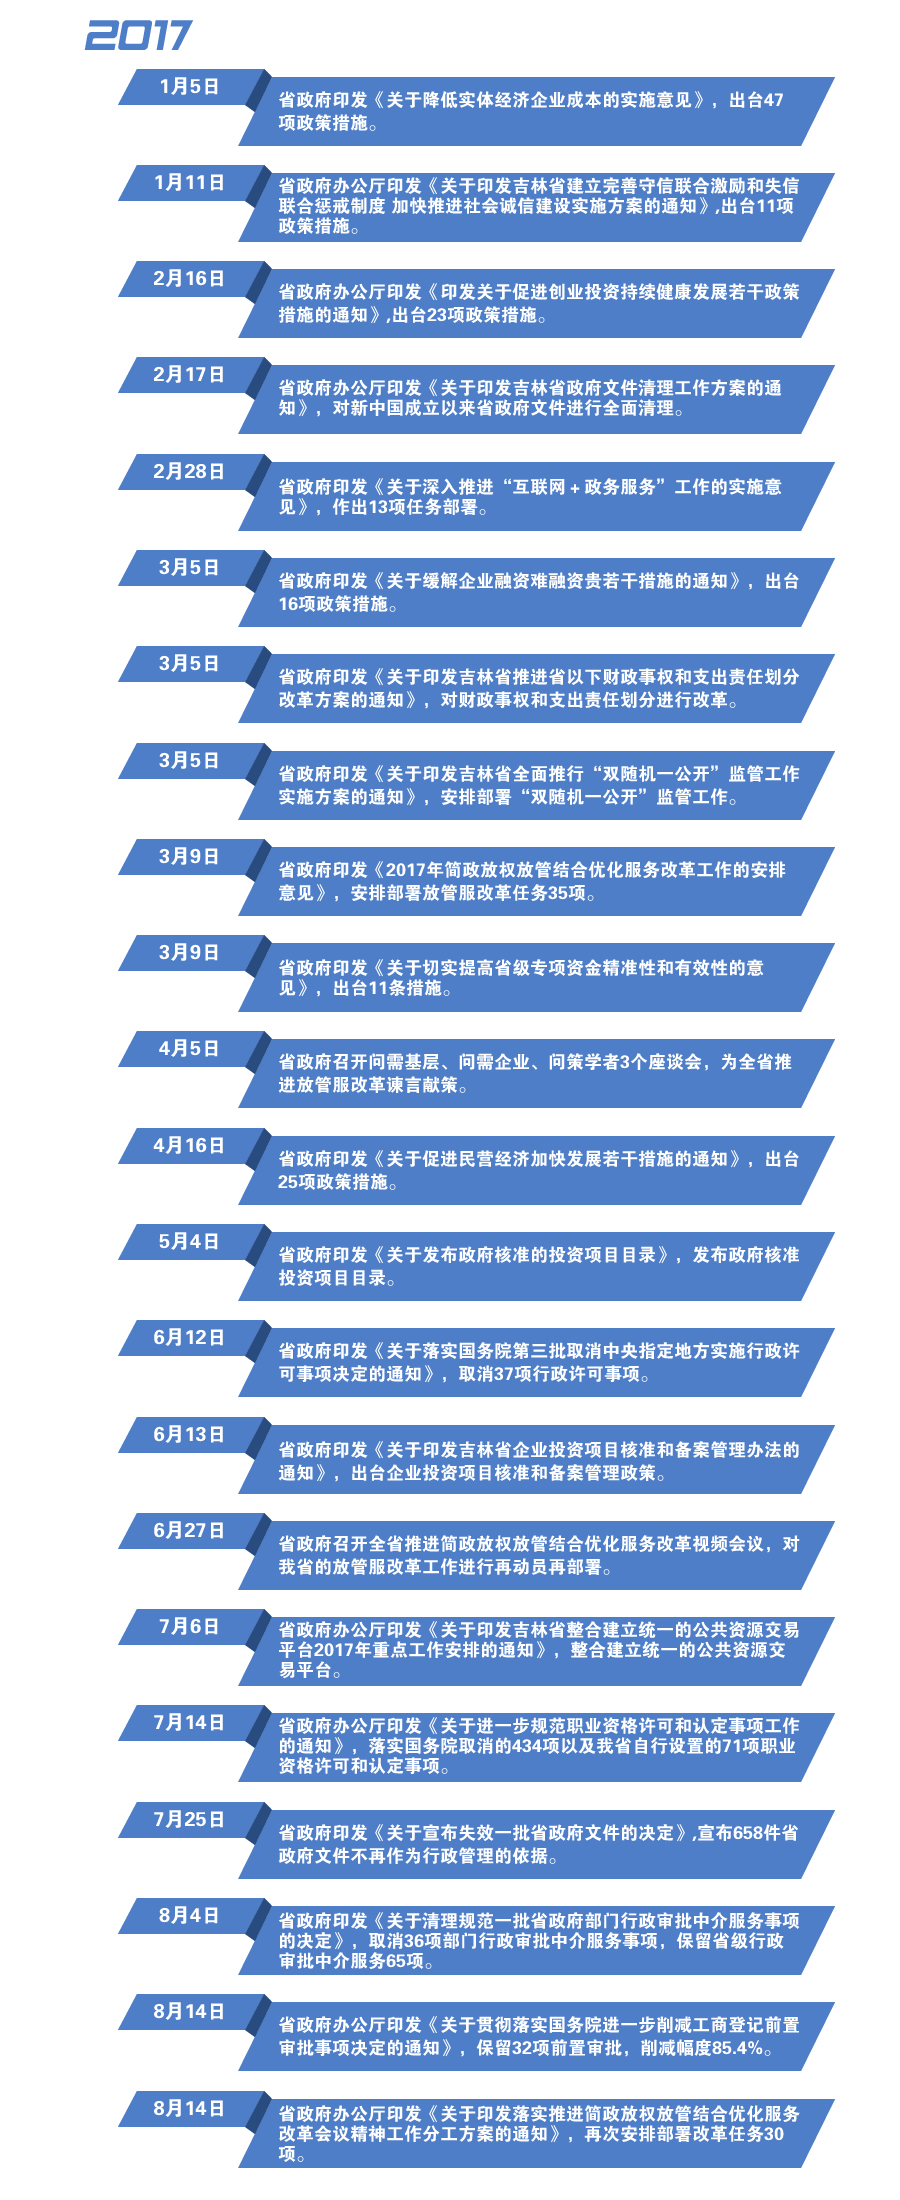 2017
1月5日
省政府印发《关于降低实体经济企业成本的实施意见》，出台47
项政策措施。
1月11日
省政府办公厅印发《关于印发吉林省建立完善守信联合激励和失信
联合惩戒制度 加快推进社会诚信建设实施方案的通知》,出台11项
政策措施。
2月16日
省政府办公厅印发《印发关于促进创业投资持续健康发展若干政策
措施的通知》,出台23项政策措施。
2月17日
省政府办公厅印发《关于印发吉林省政府文件清理工作方案的通
知》，对新中国成立以来省政府文件进行全面清理。
2月28日
省政府印发《关于深入推进“互联网+政务服务”工作的实施意
见》，作出13项任务部署。
3月5日
省政府印发《关于缓解企业融资难融资贵若干措施的通知》，出台
16项政策措施。
3月5日
省政府印发《关于印发吉林省推进省以下财政事权和支出责任划分
改革方案的通知》，对财政事权和支出责任划分进行改革。
3月5日
省政府印发《关于印发吉林省全面推行“双随机一公开”监管工作
实施方案的通知》，安排部署“双随机一公开”监管工作。
3月9日
省政府印发《2017年简政放权放管结合优化服务改革工作的安排
意见》，安排部署放管服改革任务35项。
3月9日
省政府印发《关于切实提高省级专项资金精准性和有效性的意
见》，出台11条措施。
4月5日
省政府召开问需基层、问需企业、问策学者3个座谈会，为全省推
进放管服改革谏言献策。
4月16日
省政府印发《关于促进民营经济加快发展若干措施的通知》，出台
25项政策措施。
5月4日
省政府印发《关于发布政府核准的投资项目目录》，发布政府核准
投资项目目录。
6月12日
省政府印发《关于落实国务院第三批取消中央指定地方实施行政许
可事项决定的通知》，取消37项行政许可事项。
6月13日
省政府印发《关于印发吉林省企业投资项目核准和备案管理办法的
通知》，出台企业投资项目核准和备案管理政策。
6月27日
省政府召开全省推进简政放权放管结合优化服务改革视频会议，对
我省的放管服改革工作进行再动员再部署。
7月6日
省政府办公厅印发《关于印发吉林省整合建立统一的公共资源交易
平台2017年重点工作安排的通知》，整合建立统一的公共资源交
易平台。
7月14日
省政府办公厅印发《关于进一步规范职业资格许可和认定事项工作
的通知》，落实国务院取消的434项以及我省自行设置的71项职业
资格许可和认定事项。
7月25日
省政府印发《关于宣布失效一批省政府文件的决定》,宣布658件省
政府文件不再作为行政管理的依据。
8月4日
省政府印发《关于清理规范一批省政府部门行政审批中介服务事项
的决定》，取消36项部门行政审批中介服务事项，保留省级行政
审批中介服务65项。
8月14日
省政府办公厅印发《关于贯彻落实国务院进一步削减工商登记前置
审批事项决定的通知》，保留32项前置审批，削减幅度85.4%。
8月14日
省政府办公厅印发《关于印发落实推进简政放权放管结合优化服务
改革会议精神工作分工方案的通知》，再次安排部署改革任务30
项。